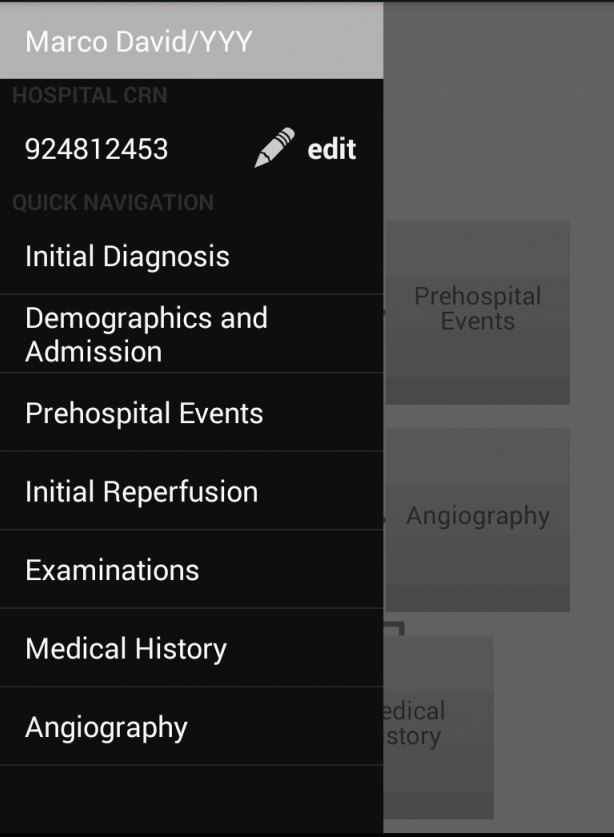 Marco David/YYY
HOSPITAL CRN
924812453 edit
QUICK NAVIGATION
Initial Diagnosis
Demographics and
Admission
Prehospital Events
Initial Reperfusion
Examinations
Medical History
Angiography
Prehospital
Events
Angiography
edical
story